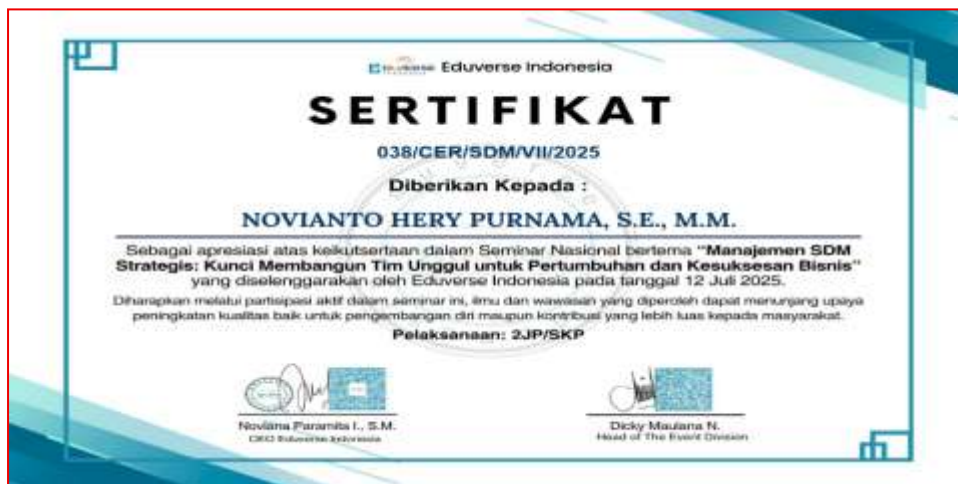 Eduverse Indonesia
SERTIFIKAT
038/CER/SDM/VII/2025
Diberikan Kepada :
NOVIANTO HERY PURNAMA, S.E., M.M.
Sebagai apresiasi atas keikutsertaan dalam Seminar Nasional bertema "Manajemen SDM
Strategis: Kunci Membangun Tim Unggul untuk Pertumbuhan dan Kesuksesan Bisnis"
yang diselenggarakan oleh Eduverse Indonesia pada tanggal 12 Juli 2025.
Diharapkan melalui partisipasi aktif dalam seminar ini, ilmu dan wawasan yang diperoleh dapat menunjang upaya
peningkatan kualitas baik untuk pengembangan diri maupun kontribusi yang lebih luas kepada masyarakat.
Pelaksanaan: 2JP/SKP
Noviana Paramita I., S.M.
CEO Eduverse Indonesia
Dicky Maulana N.
Head of The Event Division